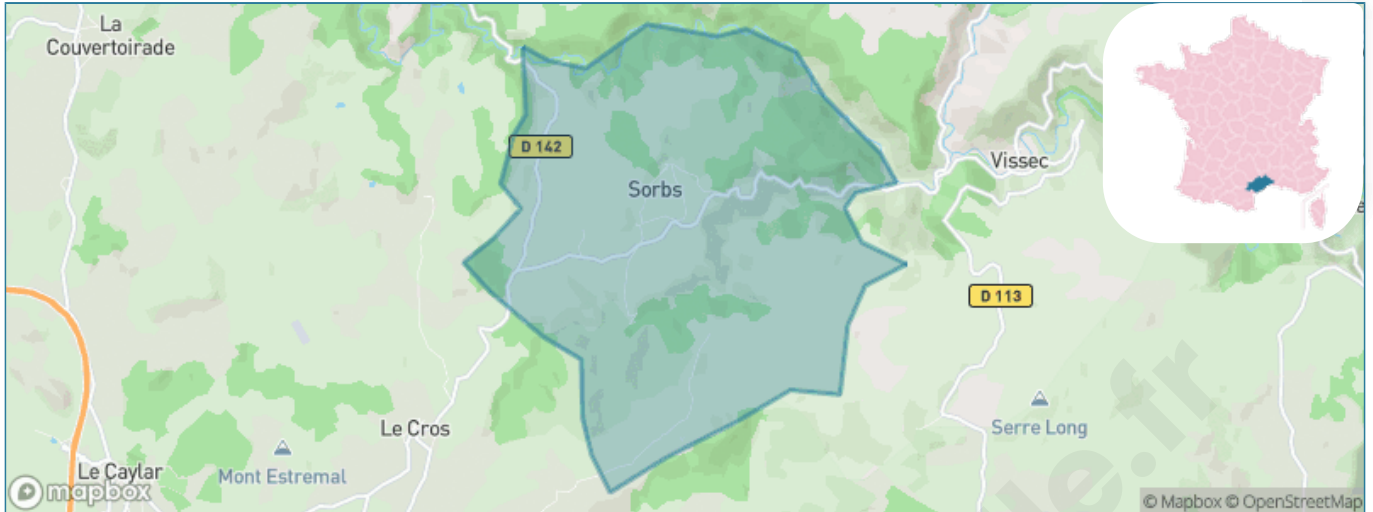 La
Couvertoirade
D 142
Vissec
Sorbs
D 113
Serre Long
Le Cros
Le Caylar
Mont Estremal
mapbox
© Mapbox © OpenStreetMap